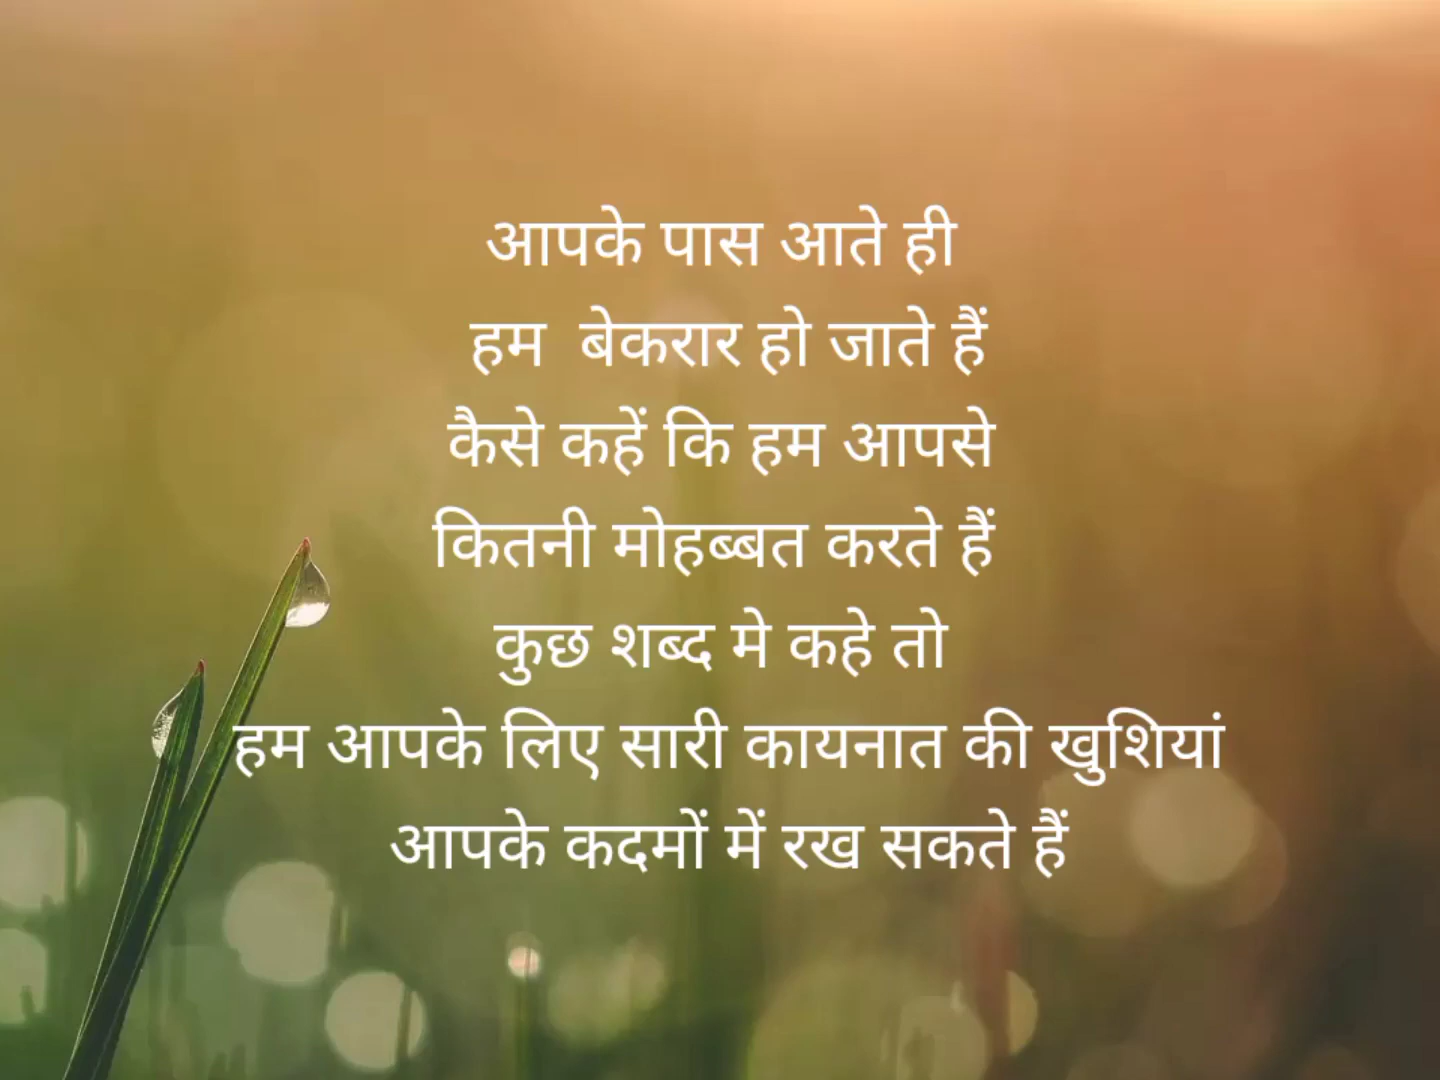 आपके पास आते ही
हम  बेकरार हो जाते हैं
कैसे कहें कि हम आपसे
कितनी मोहब्बत करते हैं
कुछ शब्द मे कहे तो
हम आपके लिए सारी कायनात की खुशियां
आपके कदमों में रख सकते हैं